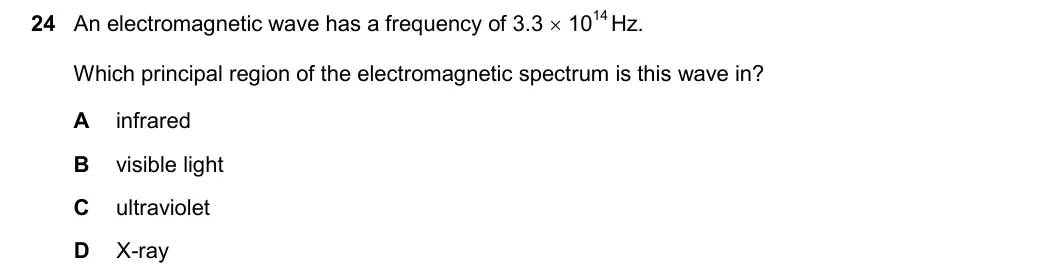 24 An electromagnetic wave has a frequency of 3.3 × 10¹⁴ Hz.
Which principal region of the electromagnetic spectrum is this wave in?
A infrared
B visible light
C ultraviolet
D X-ray